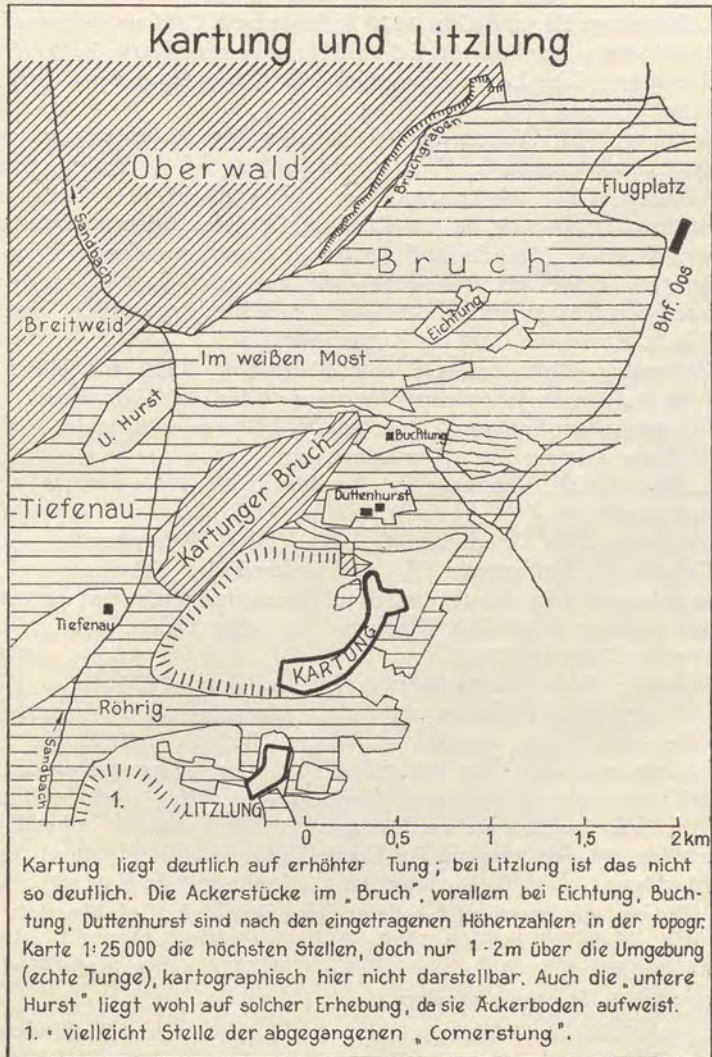 Kartung und Litzlung
Oberwald
Bruchgraben
Sandbach
Flugplatz
Bruch
Bhf. Oos
Eichtung
Breitweid
Im weißen Most
U. Hurst
Buchtung
Kartunger Bruch
Tiefenau
Duttenhurst
Tiefenau
KARTUNG
Röhrig
Sandbach
1.
LITZLUNG
0 0,5 1 2 km
Kartung liegt deutlich auf erhöhter Tung; bei Litzlung ist das nicht
so deutlich. Die Ackerstücke im „Bruch“, vorallem bei Eichtung, Buch-
tung, Duttenhurst sind nach den eingetragenen Höhenzahlen in der topogr.
Karte 1:25 000 die höchsten Stellen, doch nur 1-2m über die Umgebung
(echte Tunge), kartographisch hier nicht darstellbar. Auch die „untere
Hurst“ liegt wohl auf solcher Erhebung, da sie Äckerboden aufweist.
1. = vielleicht Stelle der abgegangenen „Comerstung“.